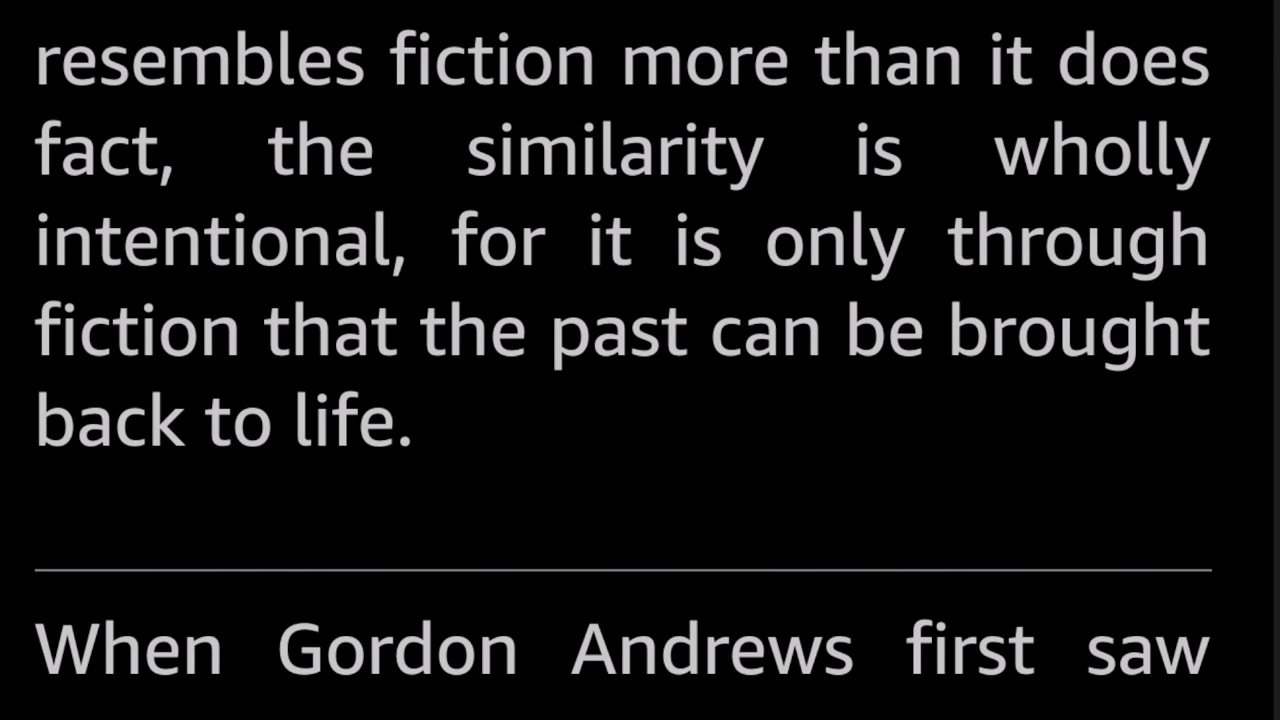 resembles fiction more than it does
fact, the similarity is wholly
intentional, for it is only through
fiction that the past can be brought
back to life.
When Gordon Andrews first saw